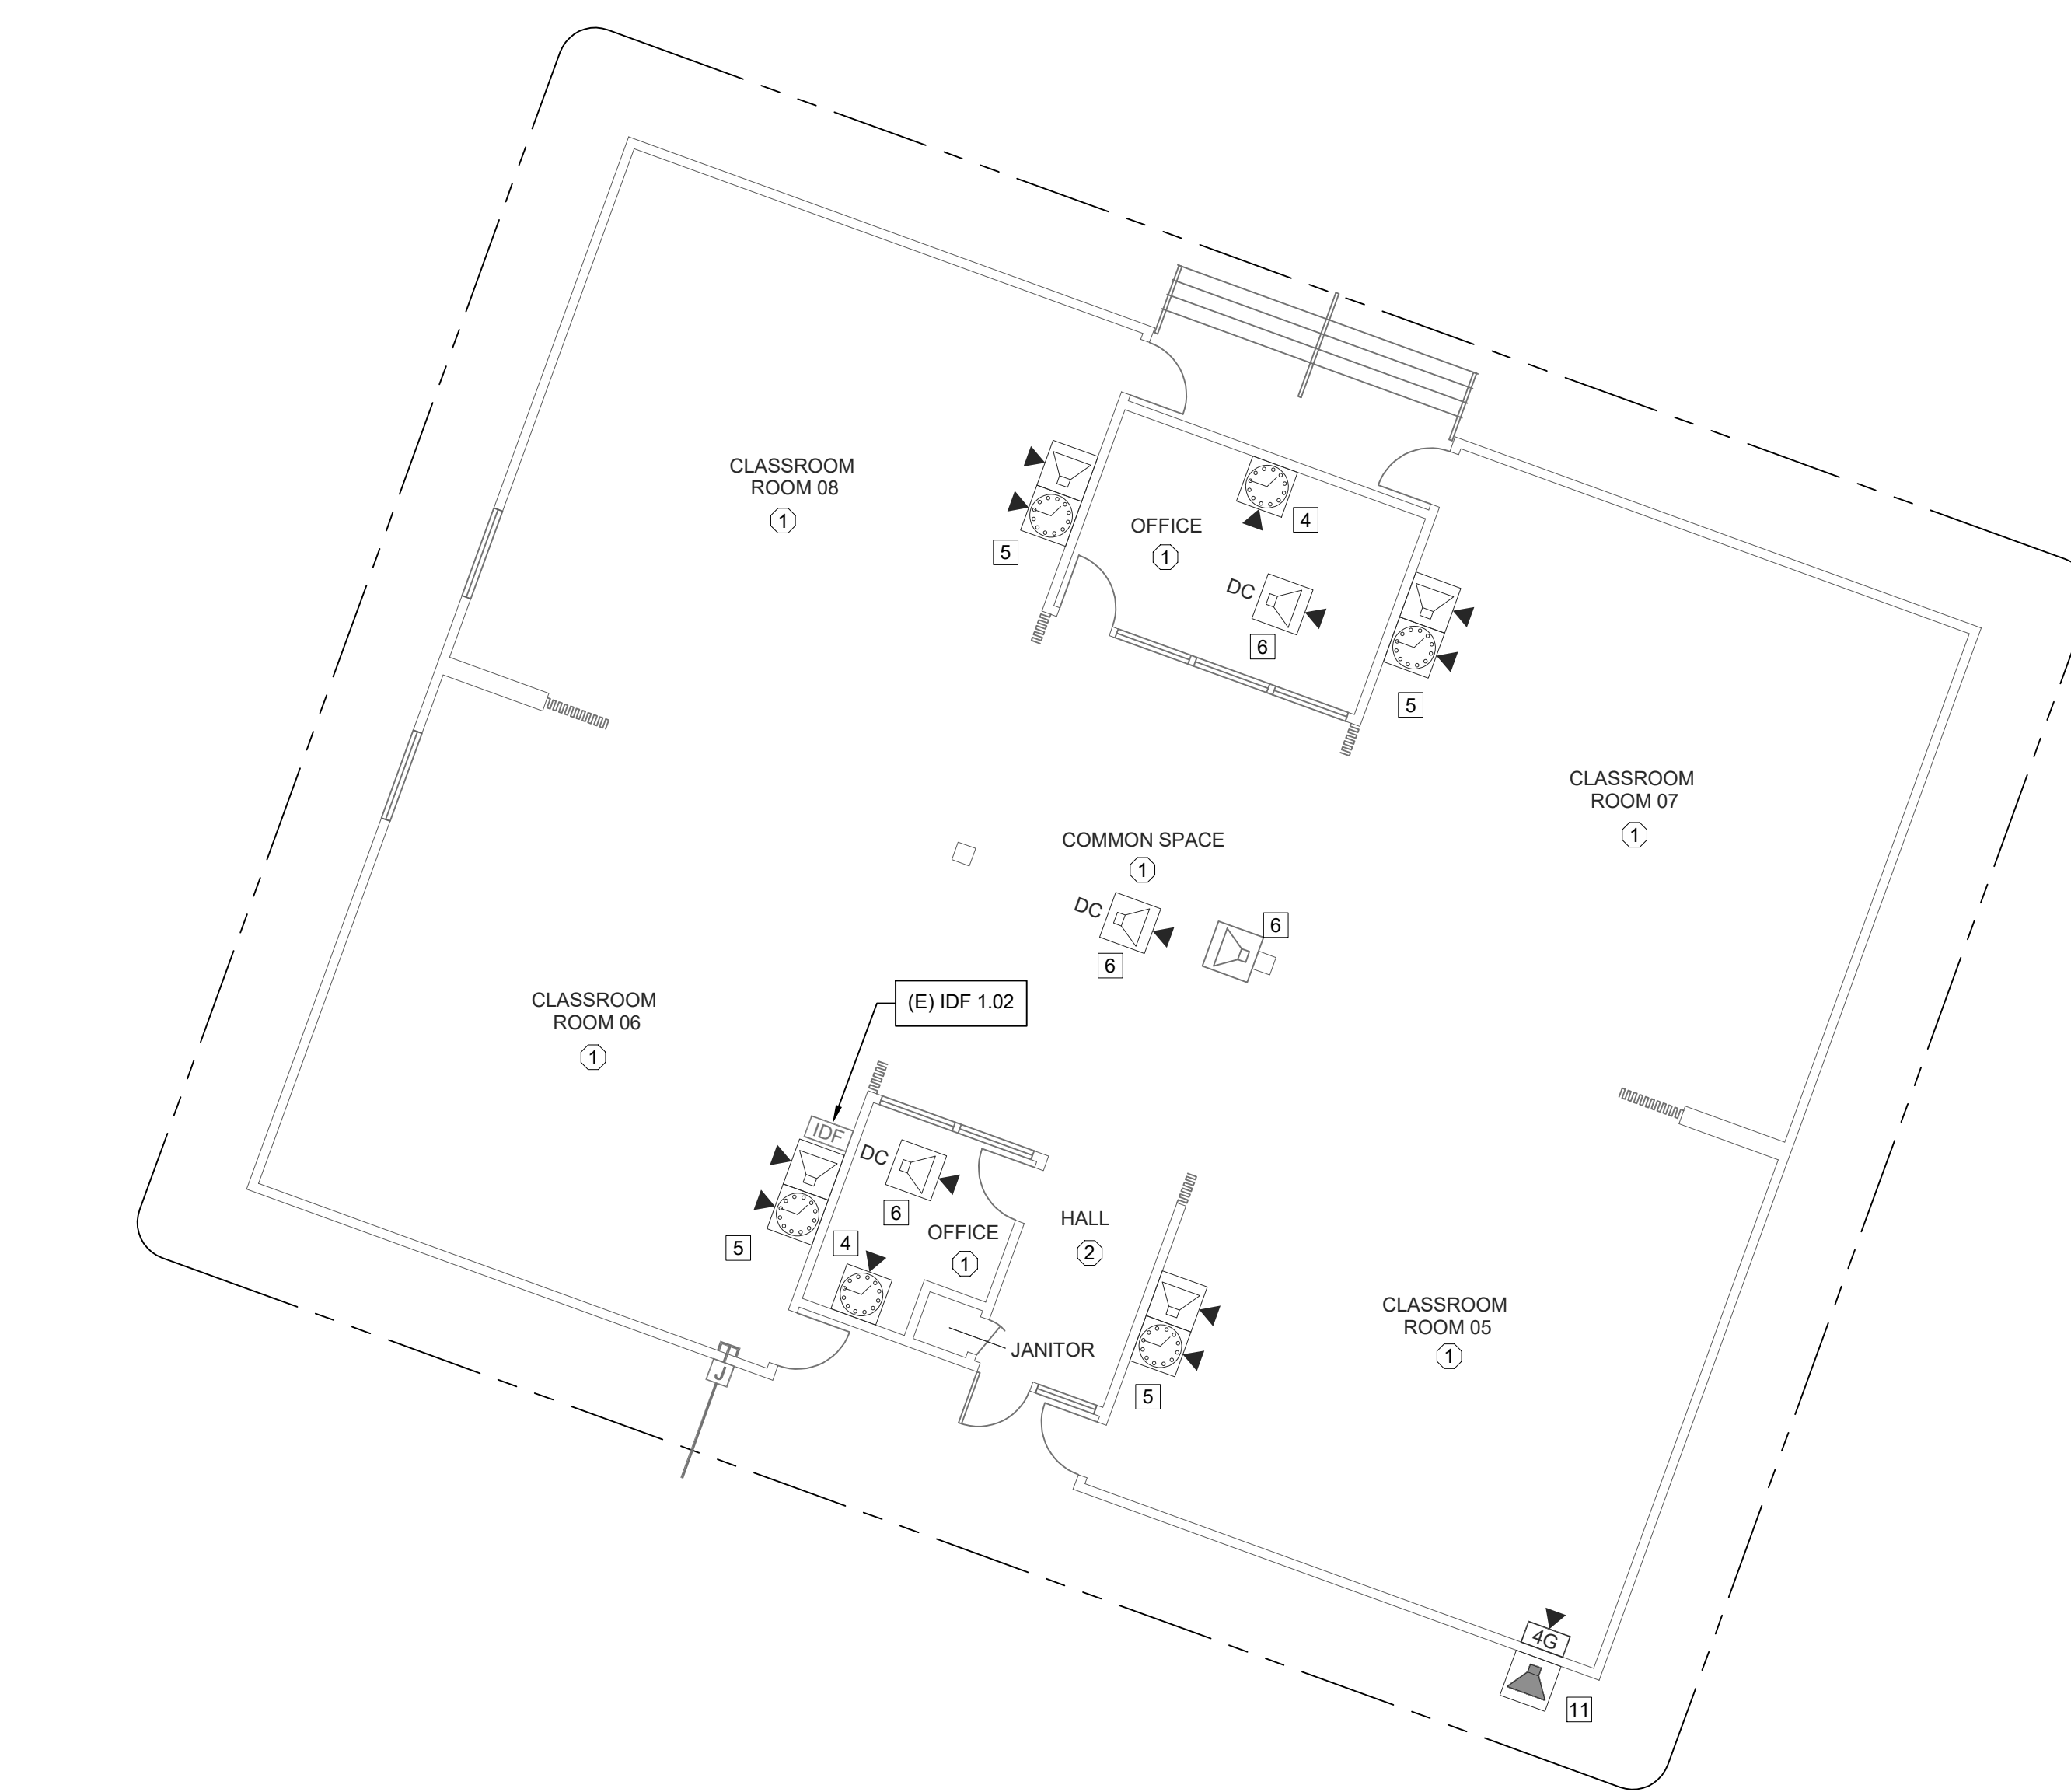 CLASSROOM
ROOM 08
1
5
OFFICE
1
4
DC
6
5
CLASSROOM
ROOM 07
1
COMMON SPACE
1
DC
6
6
CLASSROOM
ROOM 06
1
(E) IDF 1.02
IDF
DC
6
5
4
OFFICE
1
HALL
2
JANITOR
J
5
CLASSROOM
ROOM 05
1
4G
11